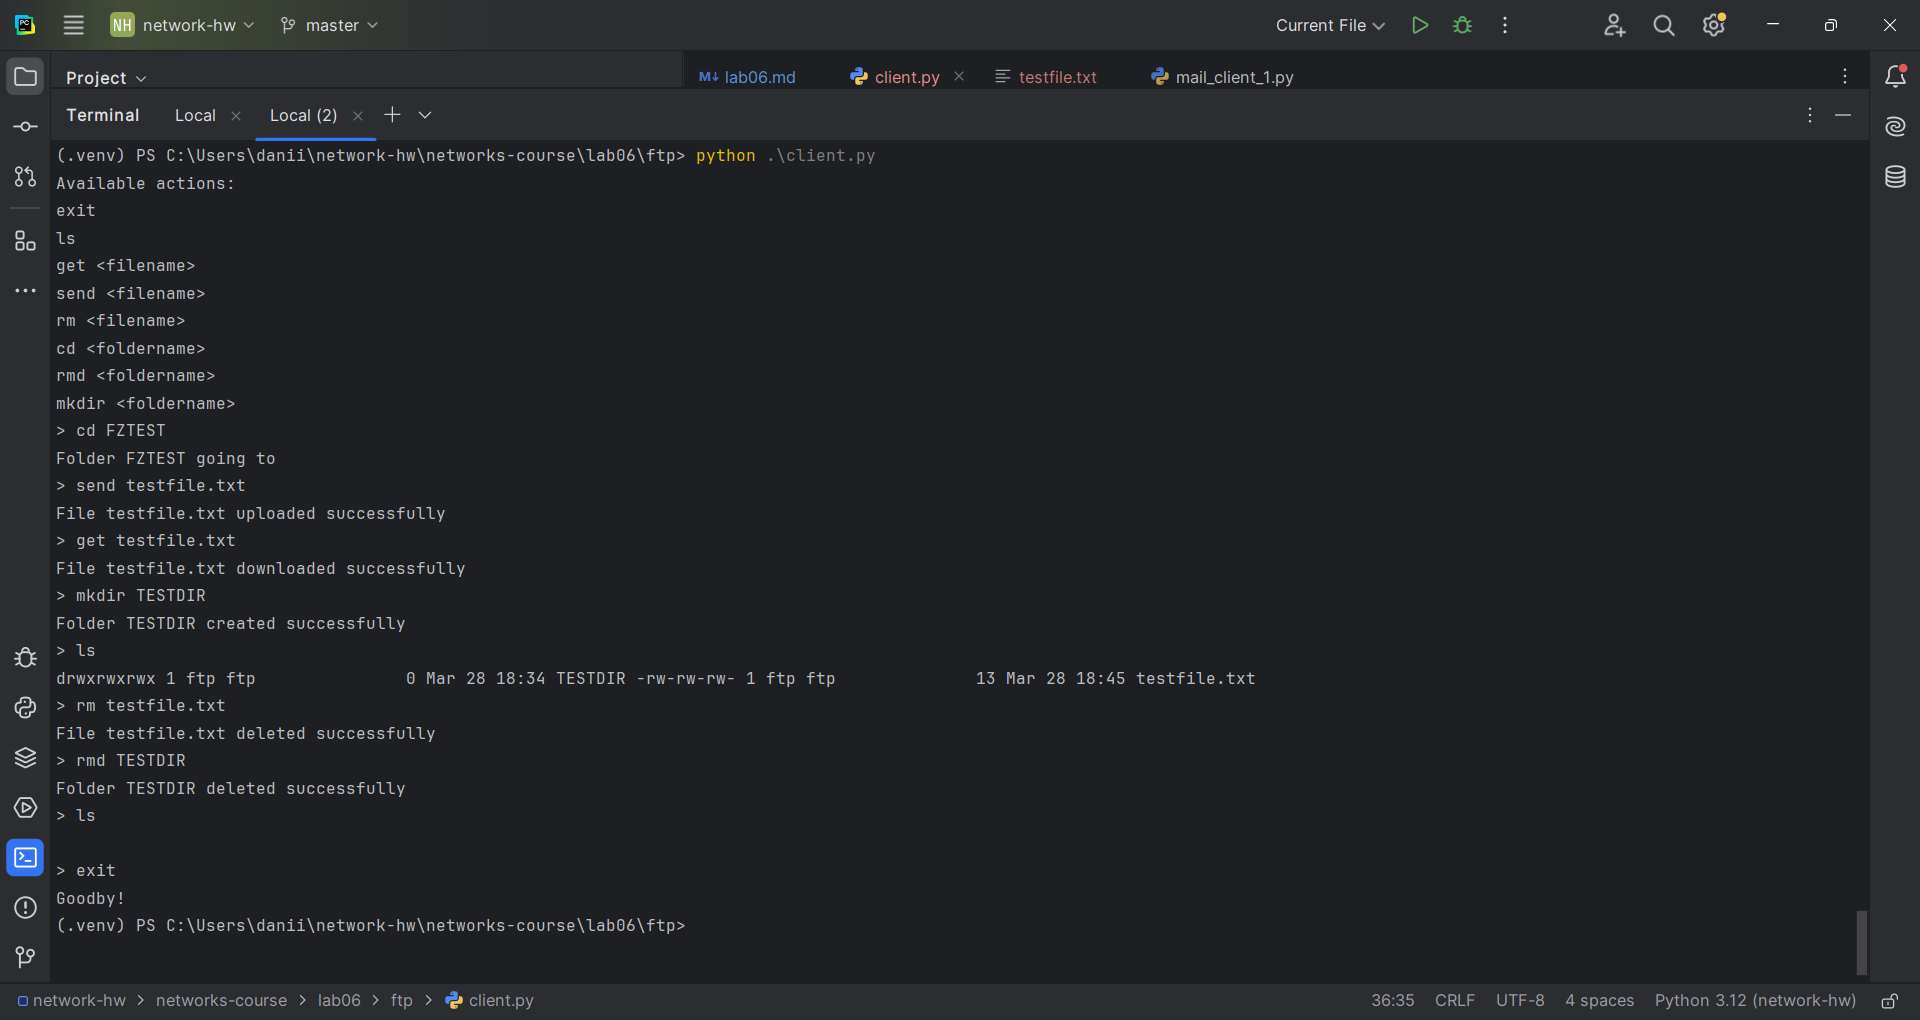 PC
NH network-hw master Current File
Project lab06.md client.py testfile.txt mail_client_1.py
Terminal Local Local (2)
(.venv) PS C:\Users\danii\network-hw\networks-course\lab06\ftp> python .\client.py
Available actions:
exit
ls
get <filename>
send <filename>
rm <filename>
cd <foldername>
rmd <foldername>
mkdir <foldername>
> cd FZTEST
Folder FZTEST going to
> send testfile.txt
File testfile.txt uploaded successfully
> get testfile.txt
File testfile.txt downloaded successfully
> mkdir TESTDIR
Folder TESTDIR created successfully
> ls
drwxrwxrwx 1 ftp ftp               0 Mar 28 18:34 TESTDIR -rw-rw-rw- 1 ftp ftp              13 Mar 28 18:45 testfile.txt
> rm testfile.txt
File testfile.txt deleted successfully
> rmd TESTDIR
Folder TESTDIR deleted successfully
> ls
> exit
Goodby!
(.venv) PS C:\Users\danii\network-hw\networks-course\lab06\ftp>
network-hw > networks-course > lab06 > ftp > client.py 36:35 CRLF UTF-8 4 spaces Python 3.12 (network-hw)